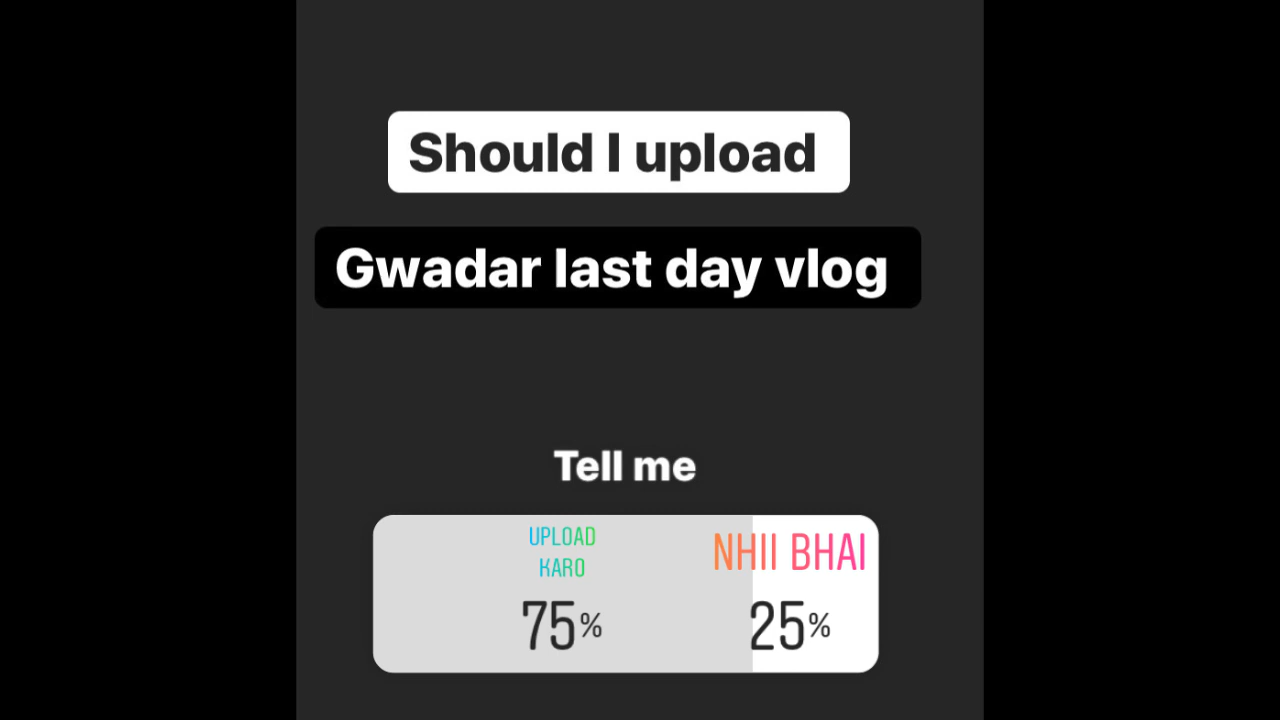 Should I upload
Gwadar last day vlog
Tell me
UPLOAD
KARO
NHII BHAI
75%
25%